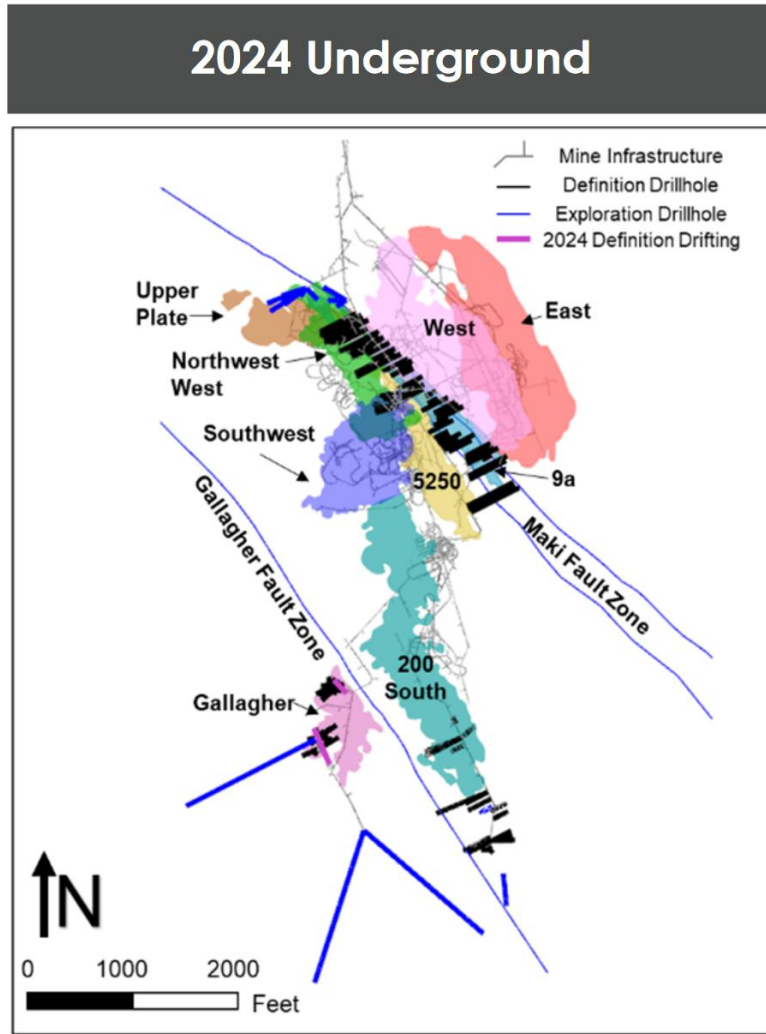 2024 Underground
Mine Infrastructure
Definition Drillhole
Exploration Drillhole
2024 Definition Drifting
Upper
Plate
East
West
Northwest
West
Southwest
5250
9a
Gallagher Fault Zone
Maki Fault Zone
200
South
Gallagher
N
0 1000 2000
Feet